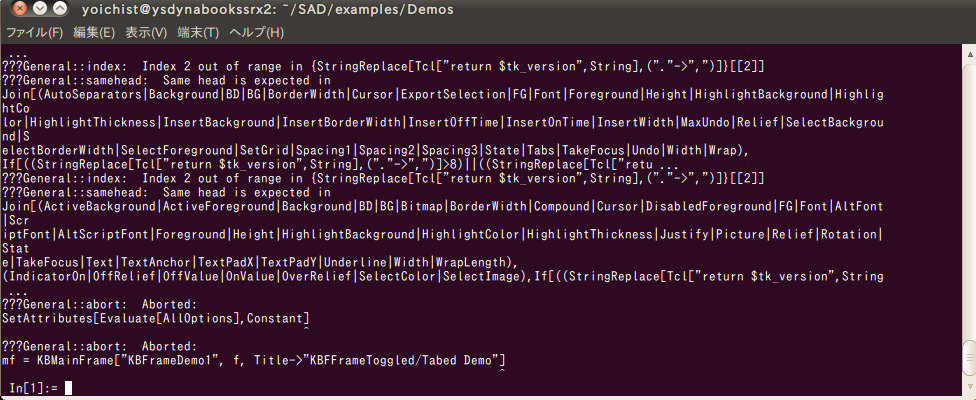 yoichist@ysdynabookssrx2: ~/SAD/examples/Demos
ファイル(F) 編集(E) 表示(V) 端末(T) ヘルプ(H)
...
???General::index:  Index 2 out of range in {StringReplace[Tcl["return $tk_version",String],("."->",")]}[[2]]
???General::samehead:  Same head is expected in
Join[(AutoSeparators|Background|BD|BG|BorderWidth|Cursor|ExportSelection|FG|Font|Foreground|Height|HighlightBackground|Highlig
htCo
lor|HighlightThickness|InsertBackground|InsertBorderWidth|InsertOffTime|InsertOnTime|InsertWidth|MaxUndo|Relief|SelectBackgrou
nd|S
electBorderWidth|SelectForeground|SetGrid|Spacing1|Spacing2|Spacing3|State|Tabs|TakeFocus|Undo|Width|Wrap),
If[((StringReplace[Tcl["return $tk_version",String],("."->",")]>8)||((StringReplace[Tcl["retu ...
???General::index:  Index 2 out of range in {StringReplace[Tcl["return $tk_version",String],("."->",")]}[[2]]
???General::samehead:  Same head is expected in
Join[(ActiveBackground|ActiveForeground|Background|BD|BG|Bitmap|BorderWidth|Compound|Cursor|DisabledForeground|FG|Font|AltFont
|Scr
iptFont|AltScriptFont|Foreground|Height|HighlightBackground|HighlightColor|HighlightThickness|Justify|Picture|Relief|Rotation|
Stat
e|TakeFocus|Text|TextAnchor|TextPadX|TextPadY|Underline|Width|WrapLength),
(IndicatorOn|OffRelief|OffValue|OnValue|OverRelief|SelectColor|SelectImage),If[((StringReplace[Tcl["return $tk_version",String
...
???General::abort:  Aborted:
SetAttributes[Evaluate[AllOptions],Constant]
^
???General::abort:  Aborted:
mf = KBMainFrame["KBFrameDemo1", f, Title->"KBFFrameToggled/Tabed Demo"]
^
In[1]:=